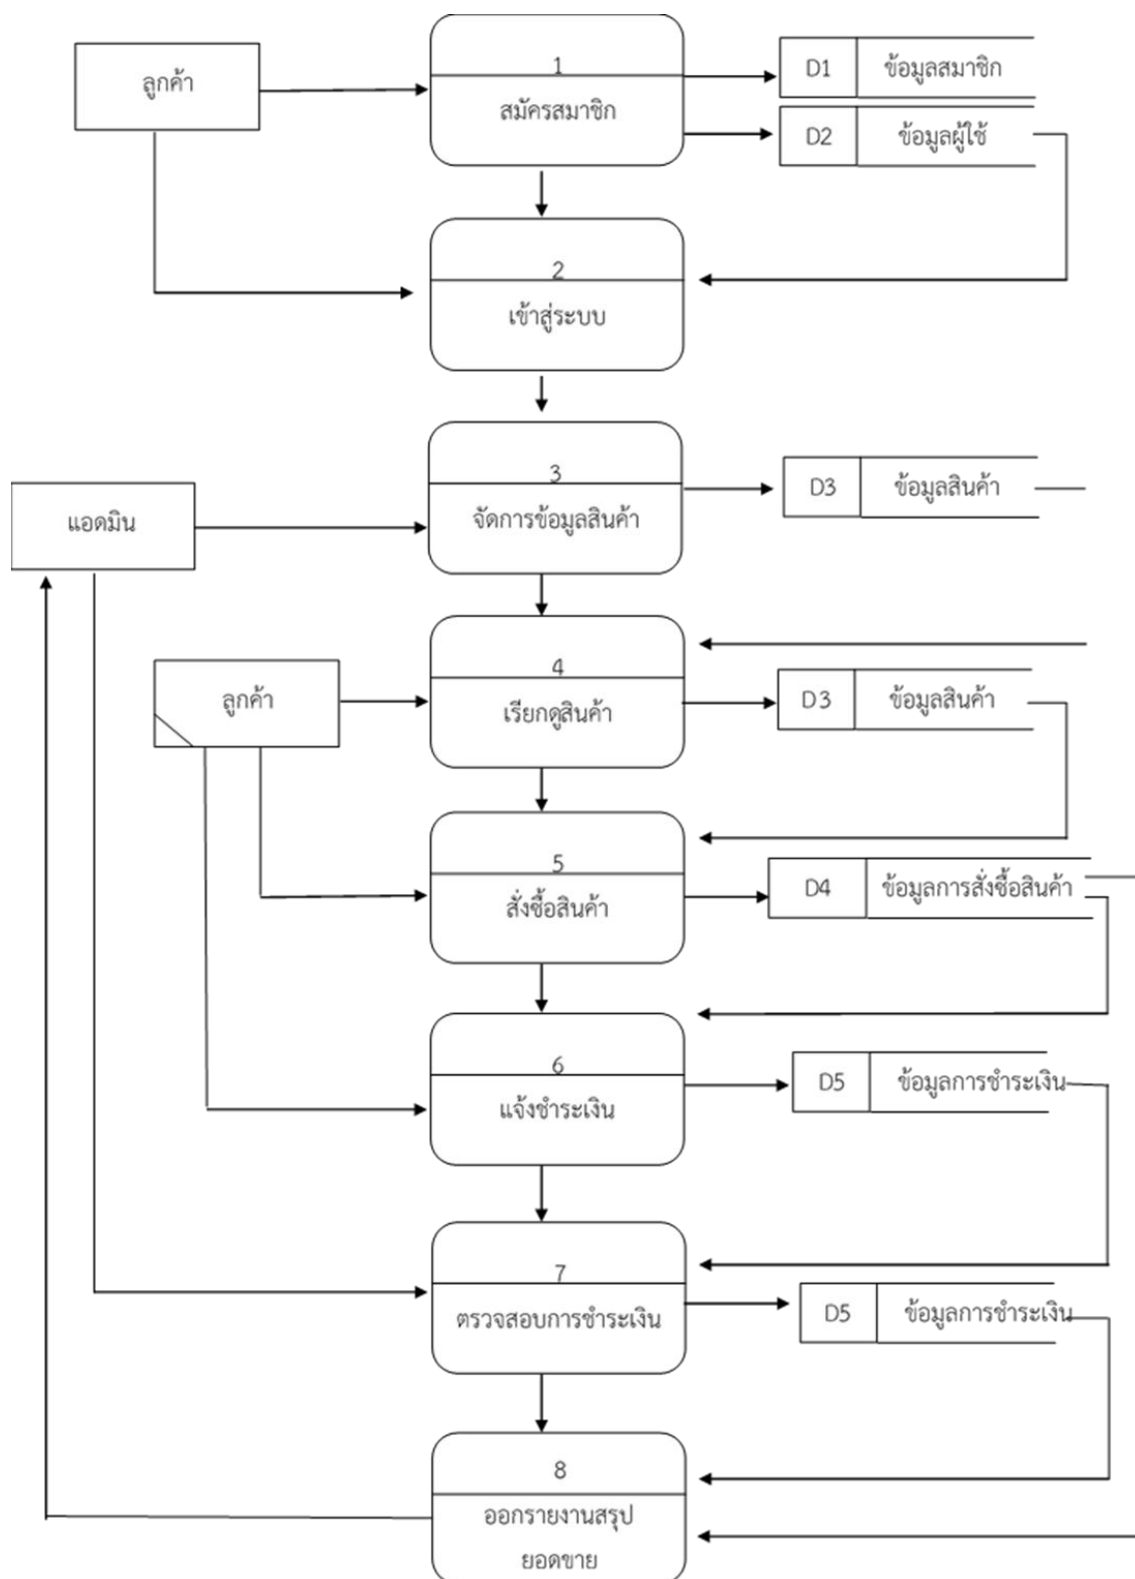 ลูกค้า
1
สมัครสมาชิก
D1 ข้อมูลสมาชิก
D2 ข้อมูลผู้ใช้
2
เข้าสู่ระบบ
แอดมิน
3
จัดการข้อมูลสินค้า
D3 ข้อมูลสินค้า
ลูกค้า
4
เรียกดูสินค้า
D3 ข้อมูลสินค้า
5
สั่งซื้อสินค้า
D4 ข้อมูลการสั่งซื้อสินค้า
6
แจ้งชำระเงิน
D5 ข้อมูลการชำระเงิน
7
ตรวจสอบการชำระเงิน
D5 ข้อมูลการชำระเงิน
8
ออกรายงานสรุป
ยอดขาย